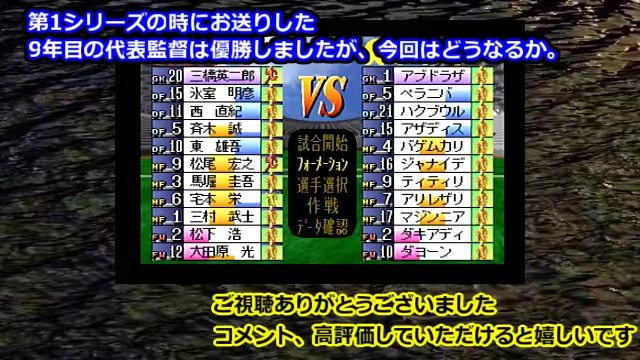 第1シリーズの時にお送りした
9年目の代表監督は優勝しましたが、今回はどうなるか。
GK 20 三橋英二郎
DF 15 氷室 明彦
DF 11 西 直紀
DF 5 斉木 誠
DF 10 東 雄吾
MF 9 松尾 宏之
MF 3 馬堀 圭吾
MF 6 宅本 栄
MF 1 三村 武士
FW 2 松下 浩
FW 12 大田原 光
VS
試合開始
フォーメーション
選手選択
作戦
データ確認
GK 1 アブドラザ
DF 5 ペラニバ
DF 21 ハクブウル
DF 15 アザディス
MF 4 バゲムカリ
MF 16 ジャナイデ
MF 9 ティティリ
MF 7 アリレザリ
MF 17 マジンニア
FW 2 ダキアディ
FW 10 ダヨーン
ご視聴ありがとうございました
コメント、高評価していただけると嬉しいです